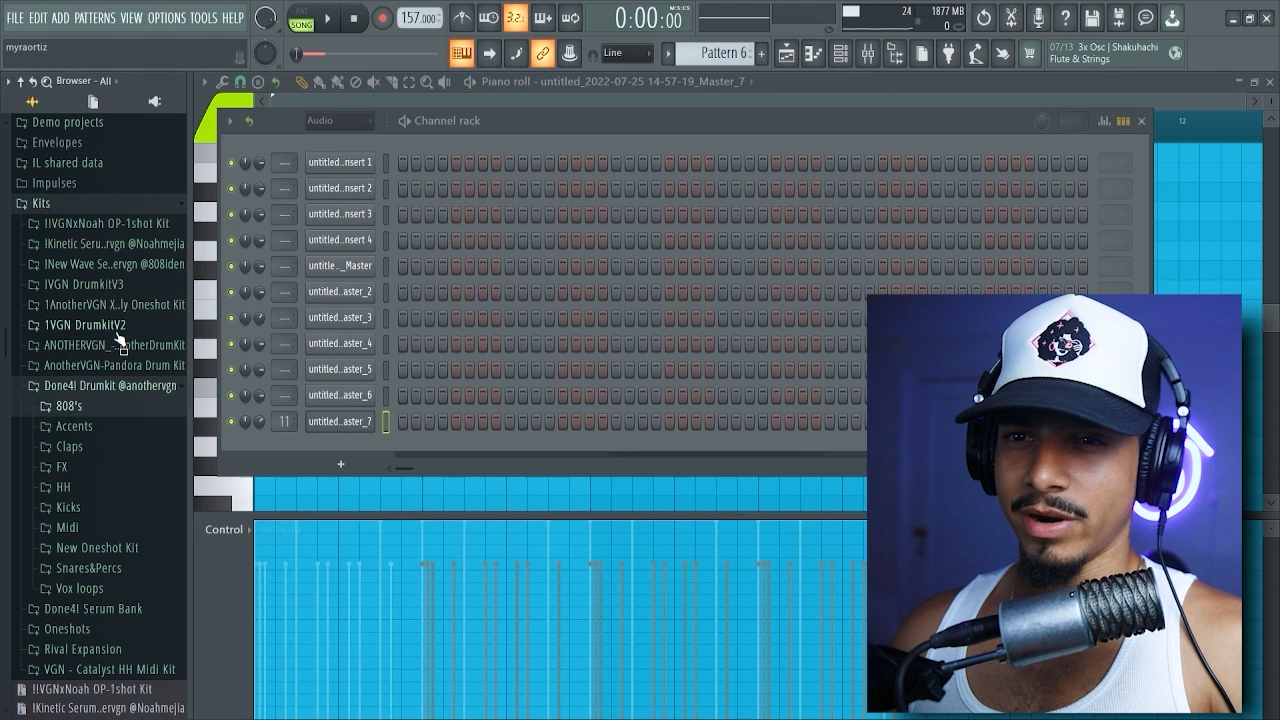 FILE EDIT ADD PATTERNS VIEW OPTIONS TOOLS HELP
PAT
SONG
157.000
3.2.
0:00:00
M:S:CS
24
1877 MB
0
myraortiz
Line
Pattern 6
07/13 3x Osc | Shakuhachi
Flute & Strings
Browser - All
Piano roll - untitled_2022-07-25 14-57-19_Master_7
Audio
Channel rack
12
Demo projects
Envelopes
IL shared data
Impulses
Kits
!!VGNxNoah OP-1shot Kit
!Kinetic Seru..rvgn @Noahmejia
!New Wave Se..ervgn @808iden
!VGN DrumkitV3
1AnotherVGN X..ly Oneshot Kit
1VGN DrumkitV2
AnotherVGN-Pandora Drum Kit
Done4! Drumkit @anothervgn
808's
Accents
Claps
FX
HH
Kicks
Midi
New Oneshot Kit
Snares&Percs
Vox loops
Done4! Serum Bank
Oneshots
Rival Expansion
VGN - Catalyst HH Midi Kit
!!VGNxNoah OP-1shot Kit
!Kinetic Serum..ervgn @Noahmejia
--- untitled..nsert 1
--- untitled..nsert 2
--- untitled..nsert 3
--- untitled..nsert 4
--- untitle.._Master
--- untitled..aster_2
--- untitled..aster_3
--- untitled..aster_4
--- untitled..aster_5
--- untitled..aster_6
11 untitled..aster_7
+
Control